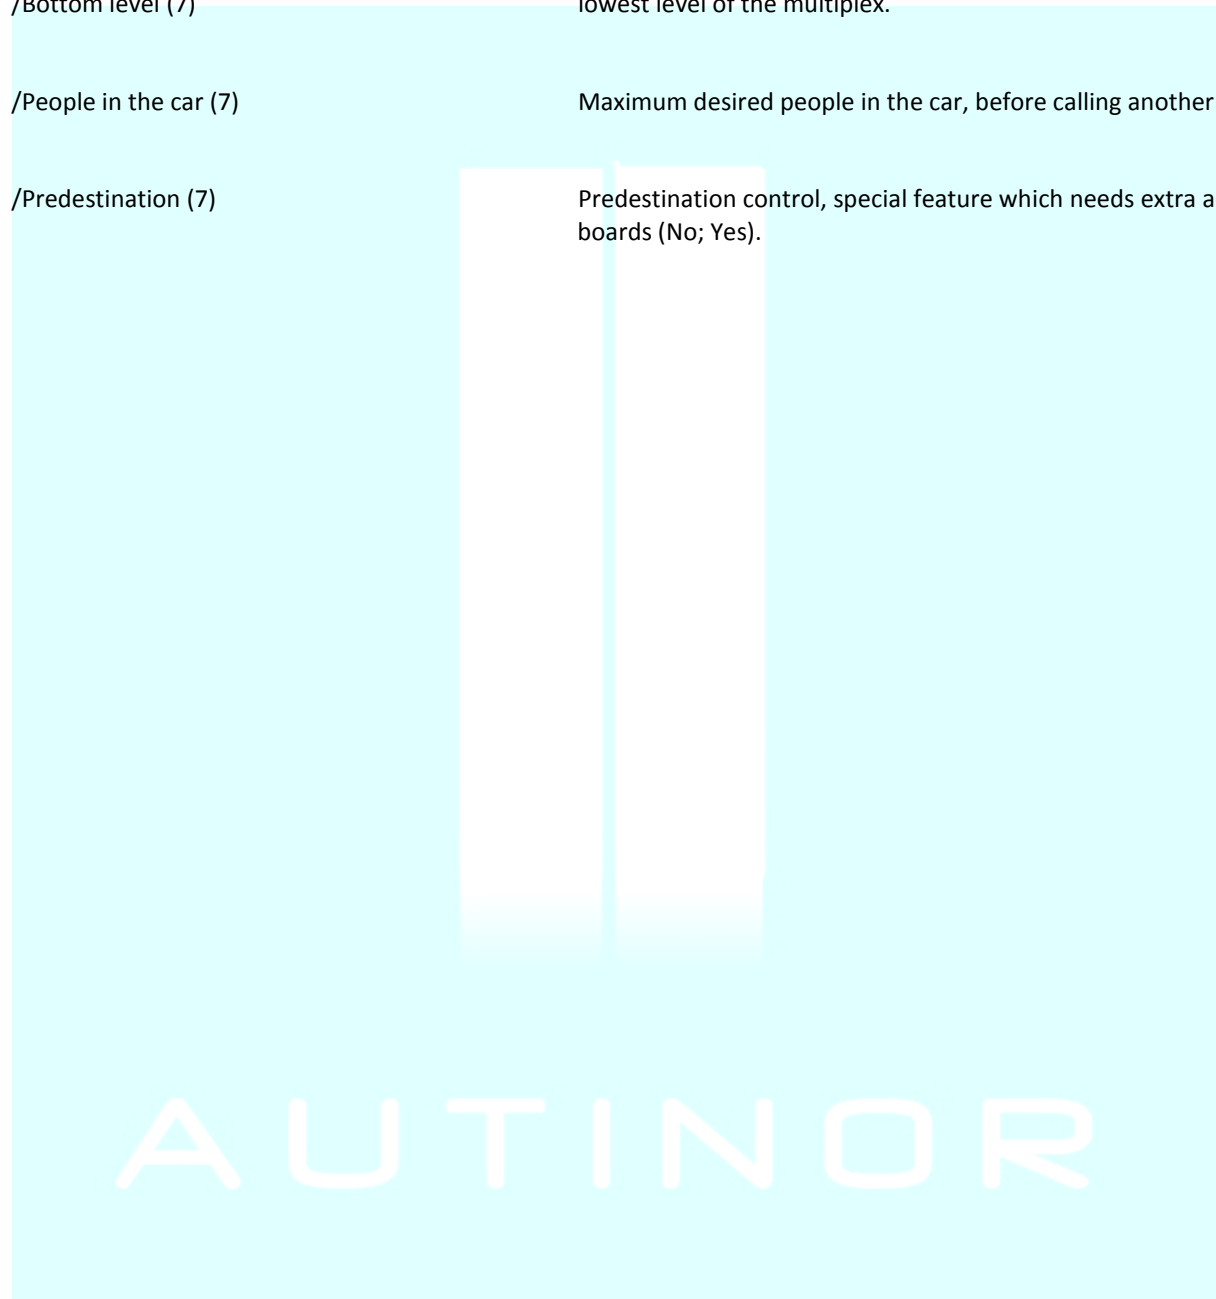 /Bottom level (7) lowest level of the multiplex.
/People in the car (7) Maximum desired people in the car, before calling another
/Predestination (7) Predestination control, special feature which needs extra a
boards (No; Yes).
AUTINOR